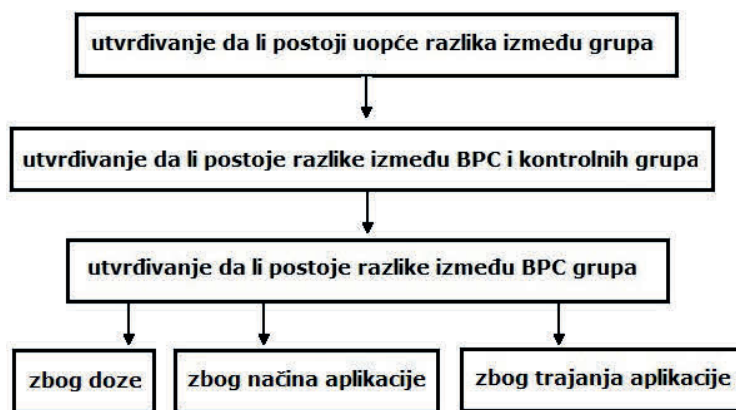 utvrđivanje da li postoji uopće razlika između grupa
utvrđivanje da li postoje razlike između BPC i kontrolnih grupa
utvrđivanje da li postoje razlike između BPC grupa
zbog doze
zbog načina aplikacije
zbog trajanja aplikacije